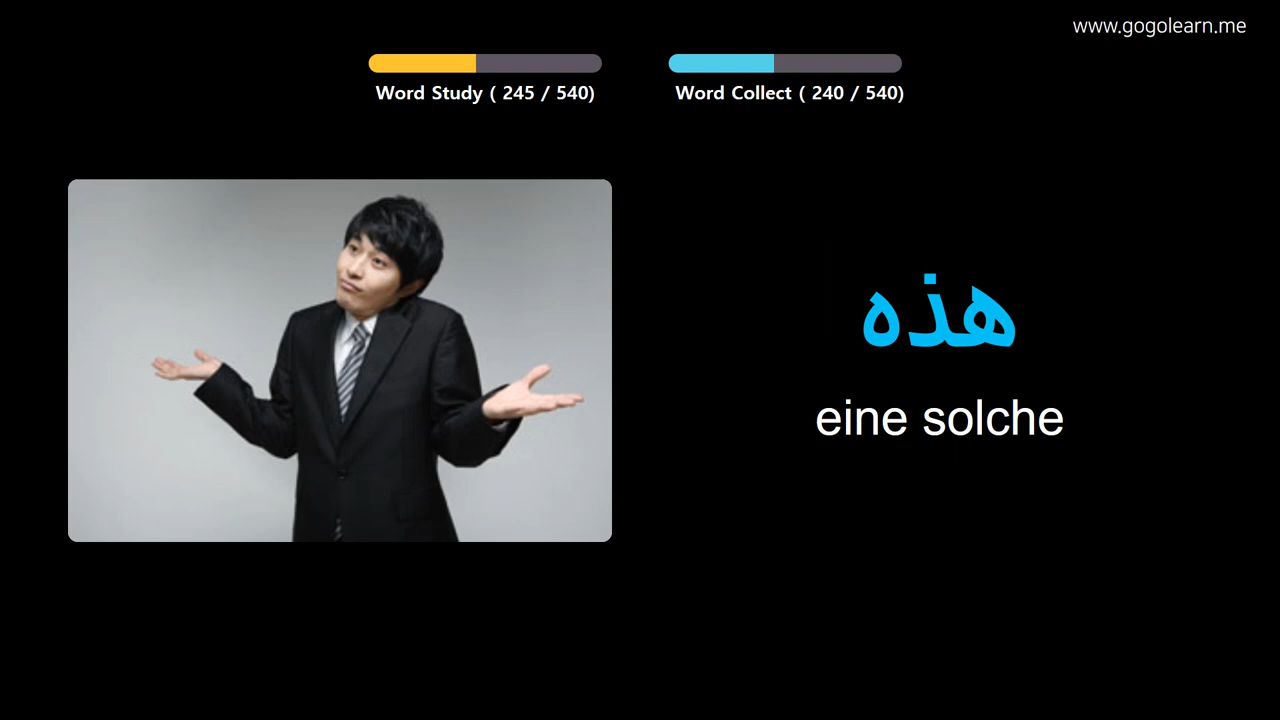 www.gogolearn.me
Word Study ( 245 / 540)
Word Collect ( 240 / 540)
هذه
eine solche